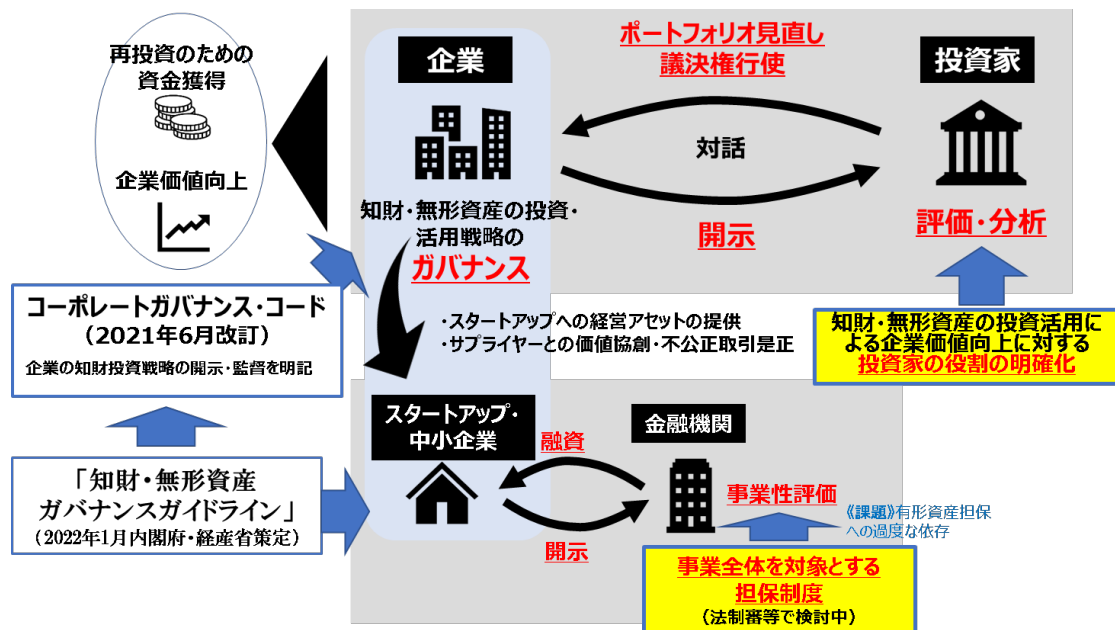 再投資のための
資金獲得
企業価値向上
企業
ポートフォリオ見直し
議決権行使
投資家
対話
開示
評価・分析
知財・無形資産の投資・
活用戦略の
ガバナンス
コーポレートガバナンス・コード
（2021年6月改訂）
企業の知財投資戦略の開示・監督を明記
・スタートアップへの経営アセットの提供
・サプライヤーとの価値協創・不公正取引是正
知財・無形資産の投資活用に
よる企業価値向上に対する
投資家の役割の明確化
「知財・無形資産
ガバナンスガイドライン」
（2022年1月内閣府・経産省策定）
スタートアップ・
中小企業
融資
金融機関
開示
事業性評価
《課題》有形資産担保
への過度な依存
事業全体を対象とする
担保制度
（法制審等で検討中）